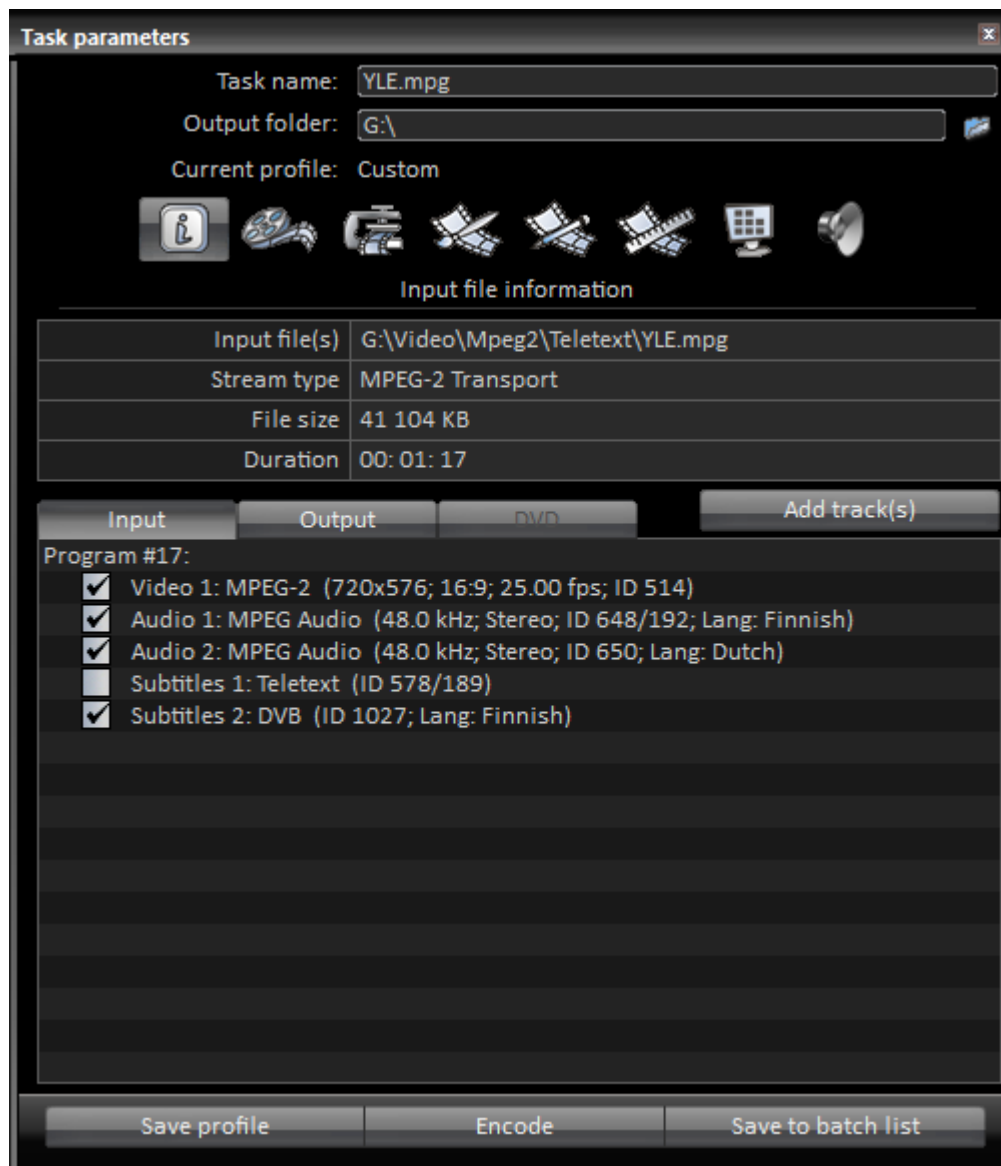 Task parameters
Task name: YLE.mpg
Output folder: G:\
Current profile: Custom
Input file information
Input file(s) G:\Video\Mpeg2\Teletext\YLE.mpg
Stream type MPEG-2 Transport
File size 41 104 KB
Duration 00: 01: 17
Input Output DVD Add track(s)
Program #17:
Video 1: MPEG-2 (720x576; 16:9; 25.00 fps; ID 514)
Audio 1: MPEG Audio (48.0 kHz; Stereo; ID 648/192; Lang: Finnish)
Audio 2: MPEG Audio (48.0 kHz; Stereo; ID 650; Lang: Dutch)
Subtitles 1: Teletext (ID 578/189)
Subtitles 2: DVB (ID 1027; Lang: Finnish)
Save profile Encode Save to batch list